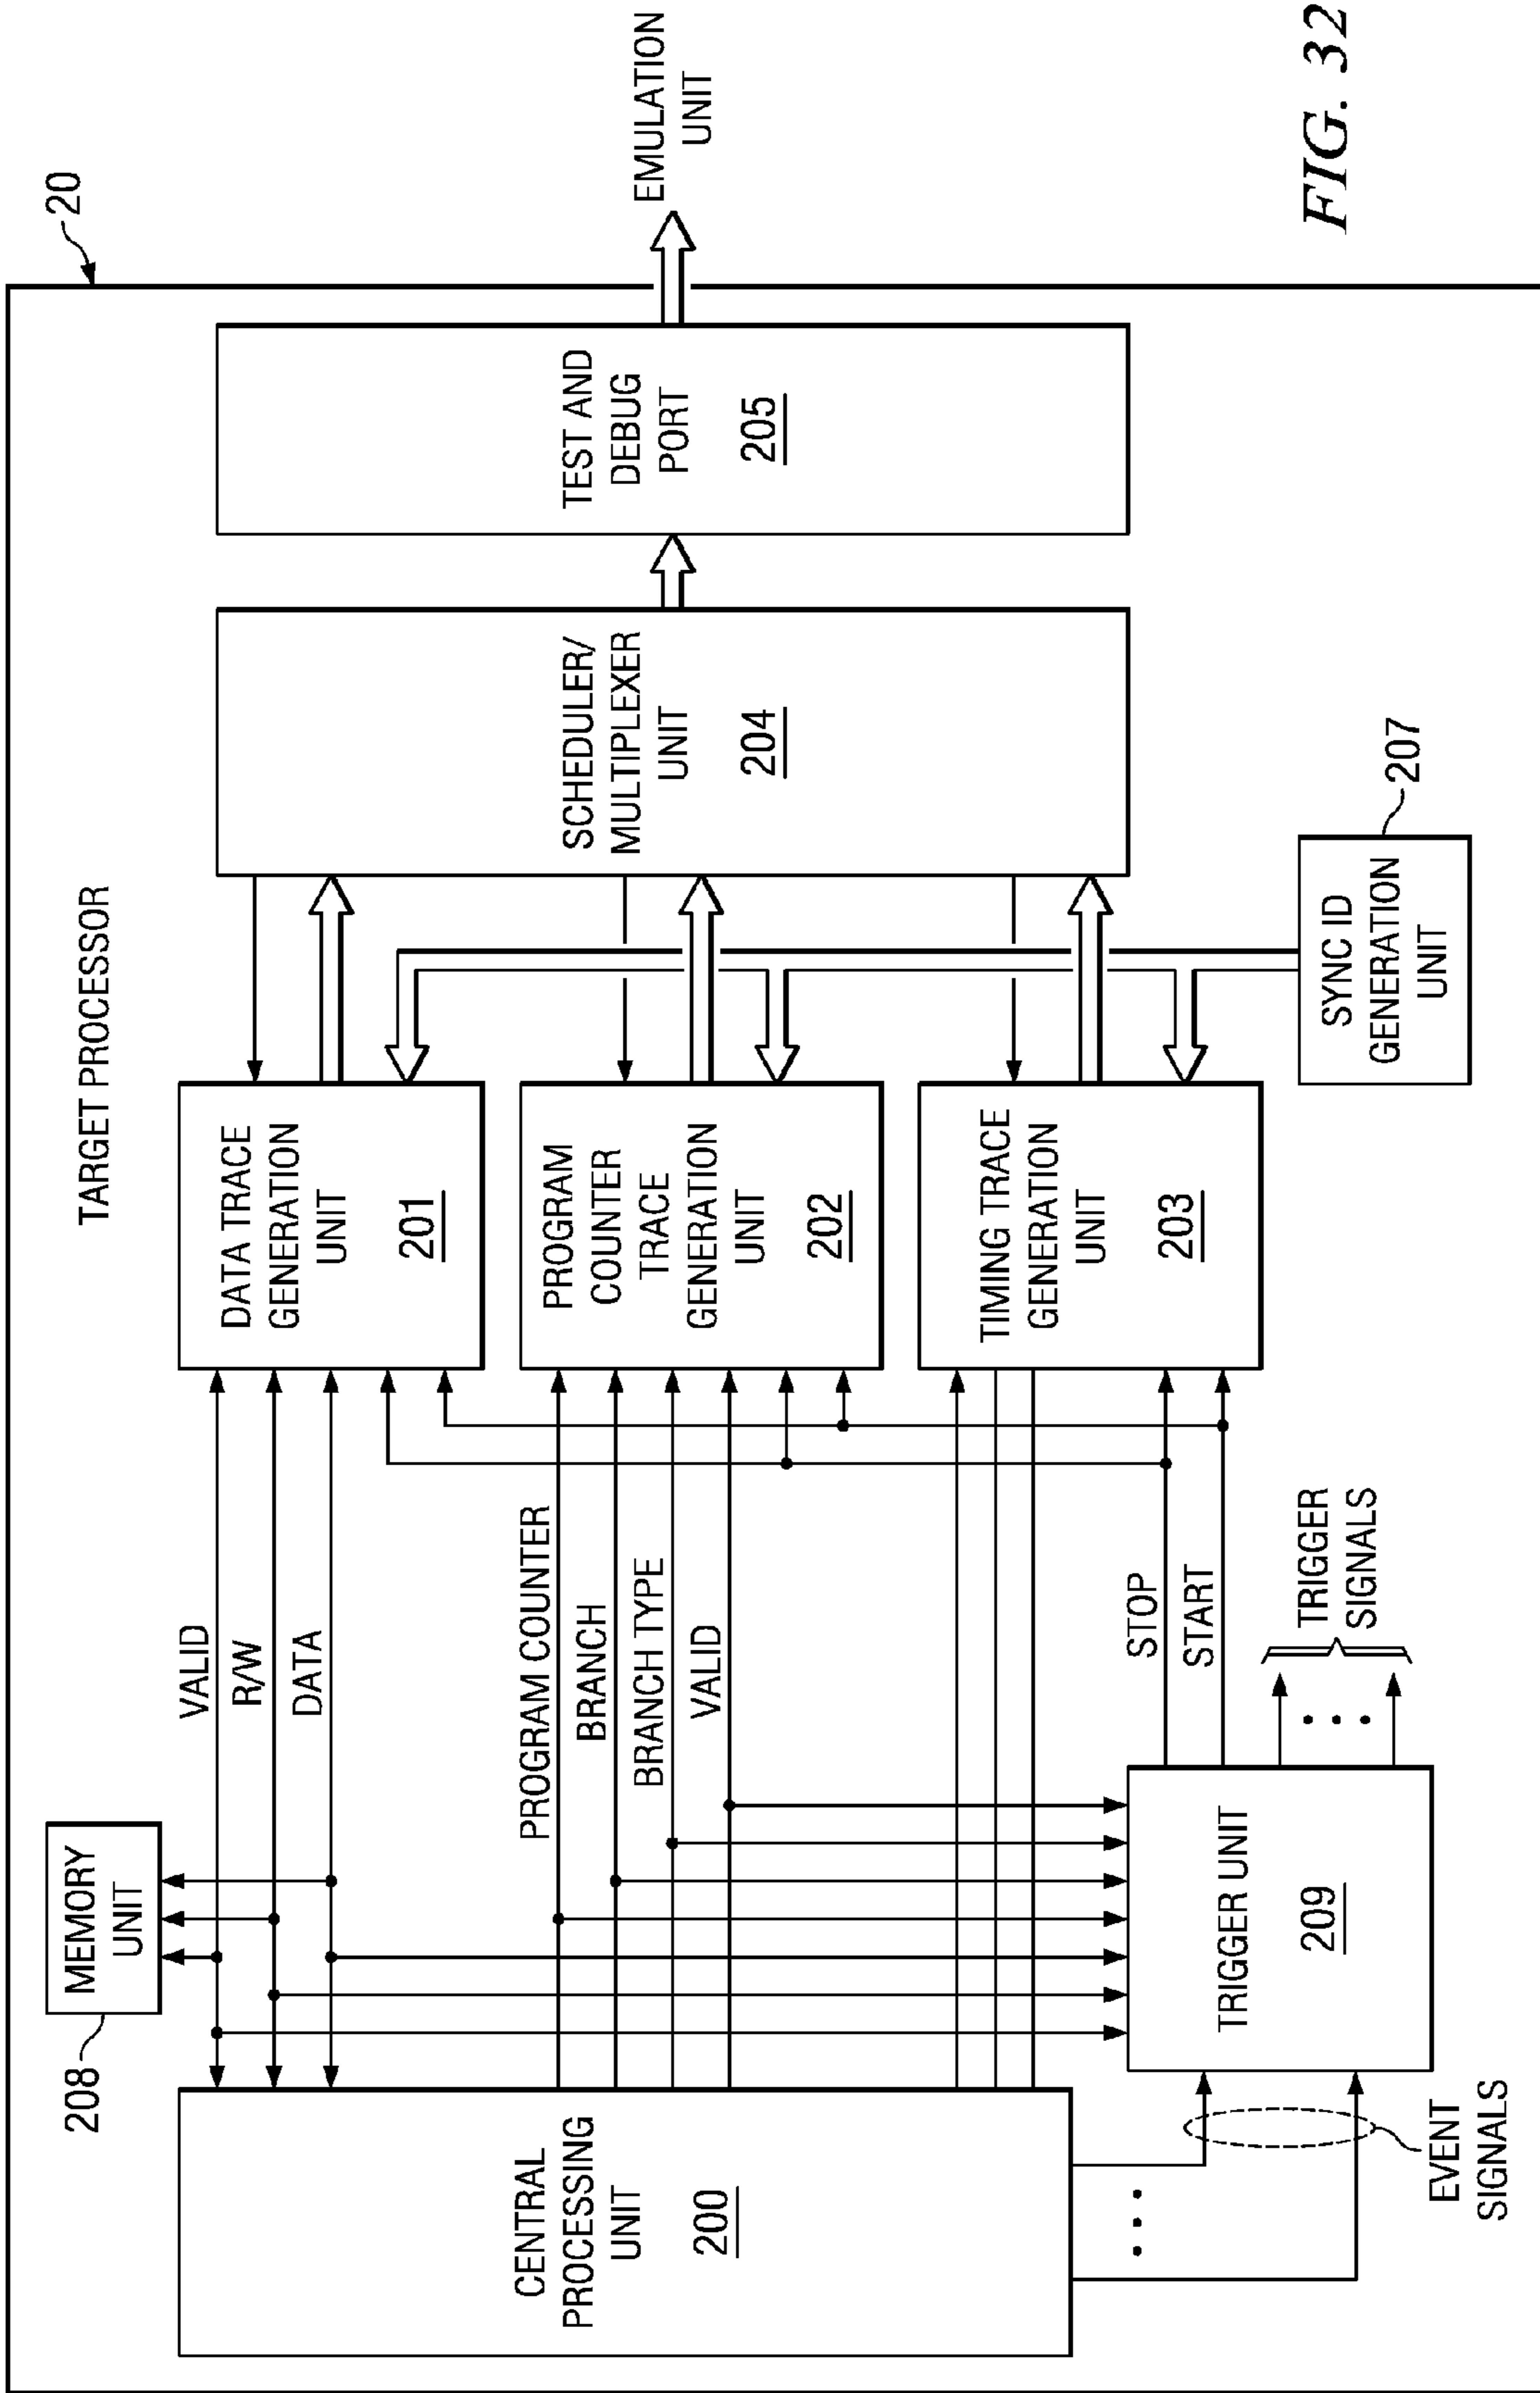 TARGET PROCESSOR
20
208
MEMORY
UNIT
CENTRAL
PROCESSING
UNIT
200
VALID
R/W
DATA
PROGRAM COUNTER
BRANCH
BRANCH TYPE
VALID
STOP
START
TRIGGER UNIT
209
EVENT
SIGNALS
TRIGGER
SIGNALS
DATA TRACE
GENERATION
UNIT
201
PROGRAM
COUNTER
TRACE
GENERATION
UNIT
202
TIMING TRACE
GENERATION
UNIT
203
SYNC ID
GENERATION
UNIT
207
SCHEDULER/
MULTIPLEXER
UNIT
204
TEST AND
DEBUG
PORT
205
EMULATION
UNIT
FIG. 32